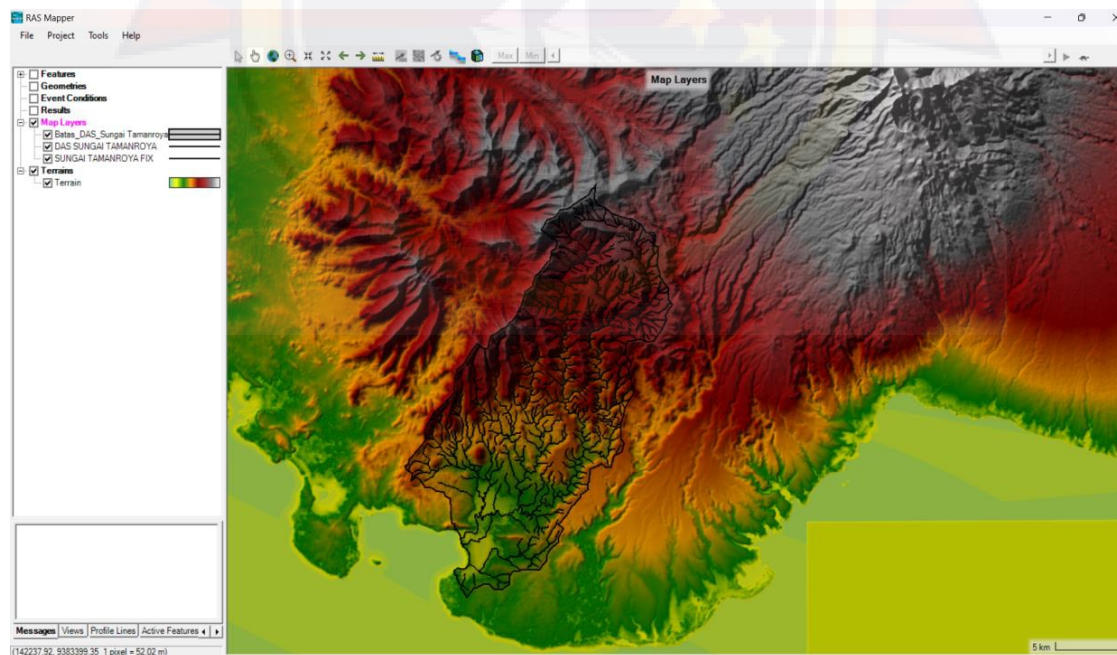 RAS Mapper
File Project Tools Help
Max Min
Features
Geometries
Event Conditions
Results
Map Layers
Batas_DAS_Sungai Tamanroya
DAS SUNGAI TAMANROYA
SUNGAI TAMANROYA FIX
Terrains
Terrain
Map Layers
5 km
Messages Views Profile Lines Active Features
(142237.92, 9383399.35 1 pixel = 52.02 m)